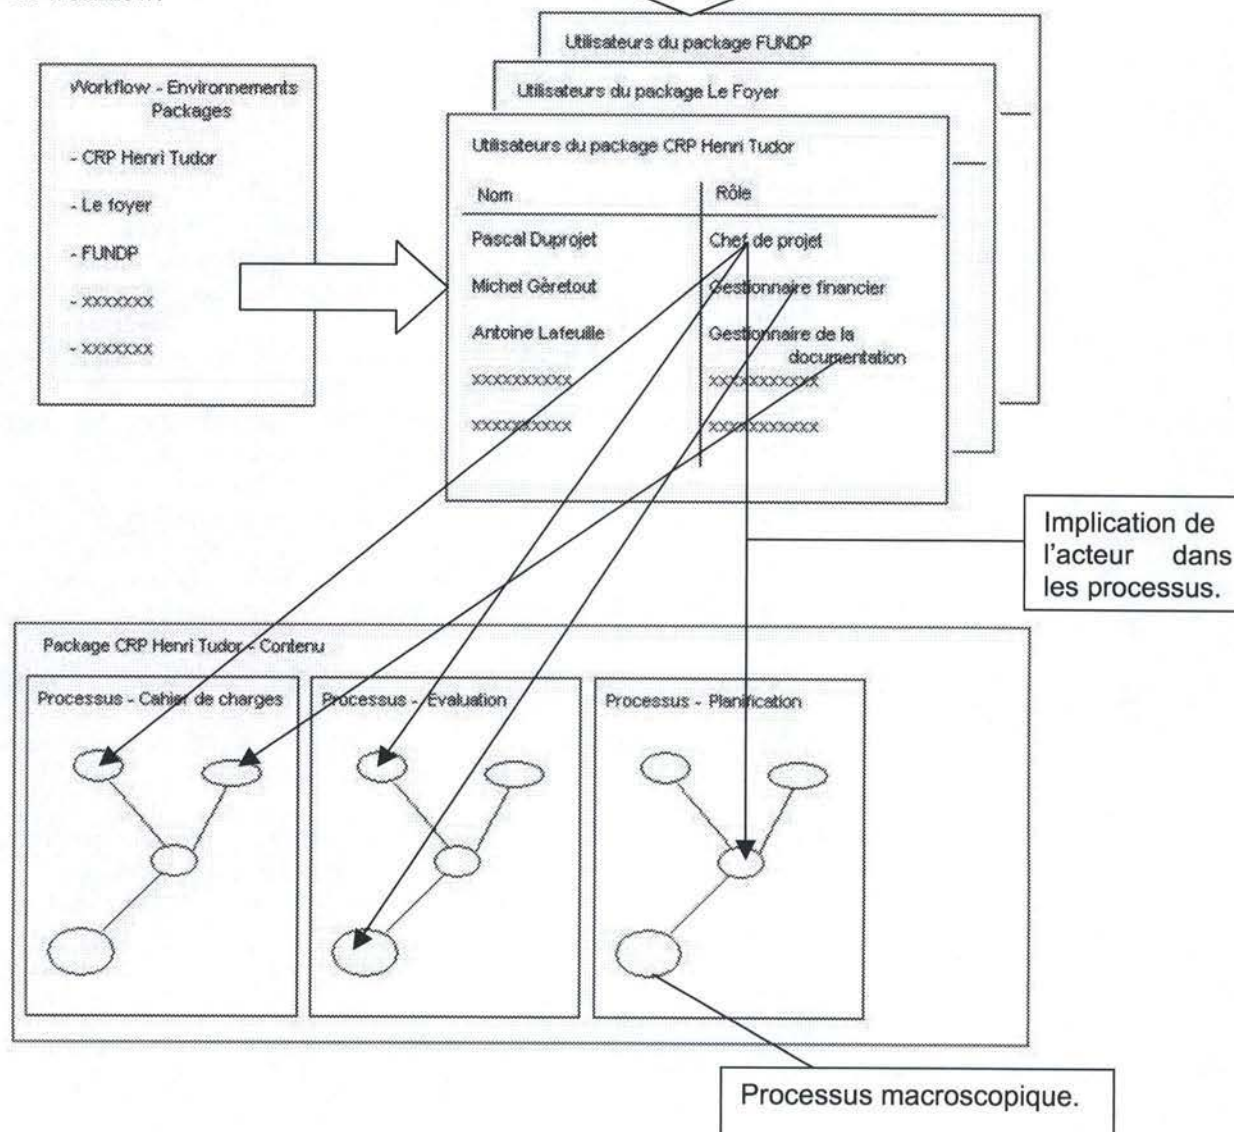 Utilisateurs du package FUNDP
Utilisateurs du package Le Foyer
Workflow - Environnements
Packages
- CRP Henri Tudor
- Le foyer
- FUNDP
- xxxxxxx
- xxxxxxx
Utilisateurs du package CRP Henri Tudor
Nom Rôle
Pascal Duprojet Chef de projet
Michel Gèretout Gestionnaire financier
Antoine Lafeuille Gestionnaire de la
documentation
xxxxxxxxxx xxxxxxxxxxx
xxxxxxxxxx xxxxxxxxxxx
Implication de
l'acteur dans
les processus.
Package CRP Henri Tudor - Contenu
Processus - Cahier de charges
Processus - Evaluation
Processus - Planification
Processus macroscopique.